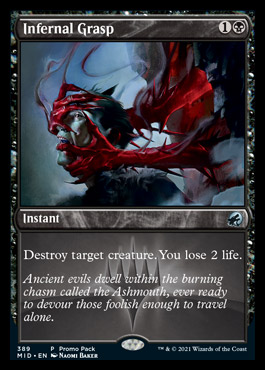 Infernal Grasp 1
Instant
Destroy target creature. You lose 2 life.
Ancient evils dwell within the burning
chasm called the Ashmouth, ever ready
to devour those foolish enough to travel
alone.
389 P Promo Pack
MID • EN Naomi Baker ™ & © 2021 Wizards of the Coast